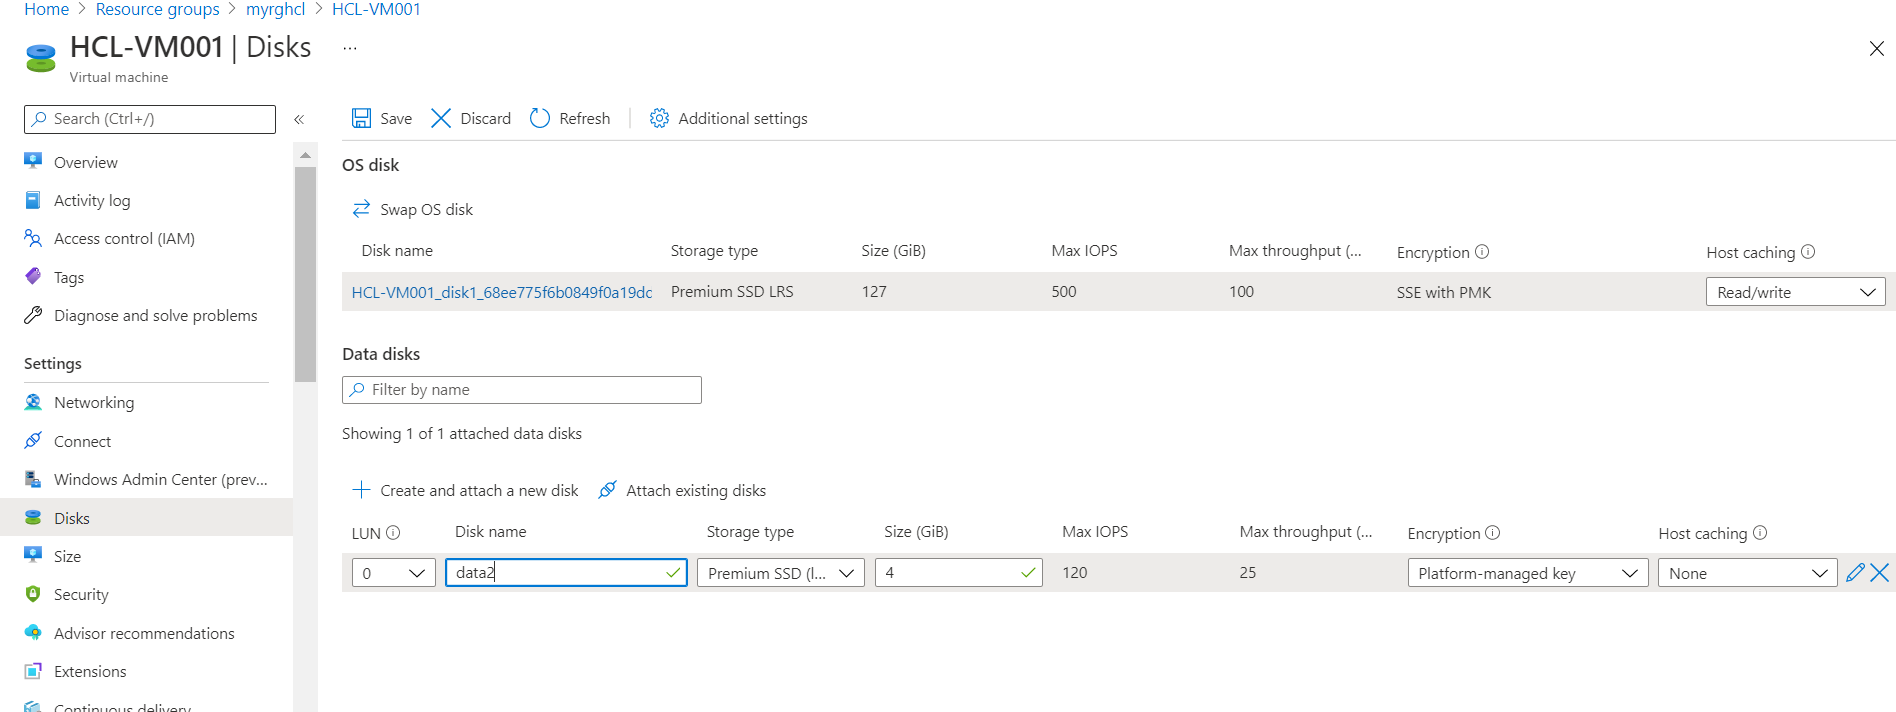 Home > Resource groups > myrghcl > HCL-VM001
HCL-VM001 | Disks ...
Virtual machine
Search (Ctrl+/)
«
Overview
Activity log
Access control (IAM)
Tags
Diagnose and solve problems
Settings
Networking
Connect
Windows Admin Center (prev...
Disks
Size
Security
Advisor recommendations
Extensions
Continuous delivery
Save Discard Refresh Additional settings
OS disk
Swap OS disk
Disk name Storage type Size (GiB) Max IOPS Max throughput (... Encryption Host caching
HCL-VM001_disk1_68ee775f6b0849f0a19dc Premium SSD LRS 127 500 100 SSE with PMK Read/write
Data disks
Filter by name
Showing 1 of 1 attached data disks
Create and attach a new disk Attach existing disks
LUN Disk name Storage type Size (GiB) Max IOPS Max throughput (... Encryption Host caching
0 data2 Premium SSD (l... 4 120 25 Platform-managed key None